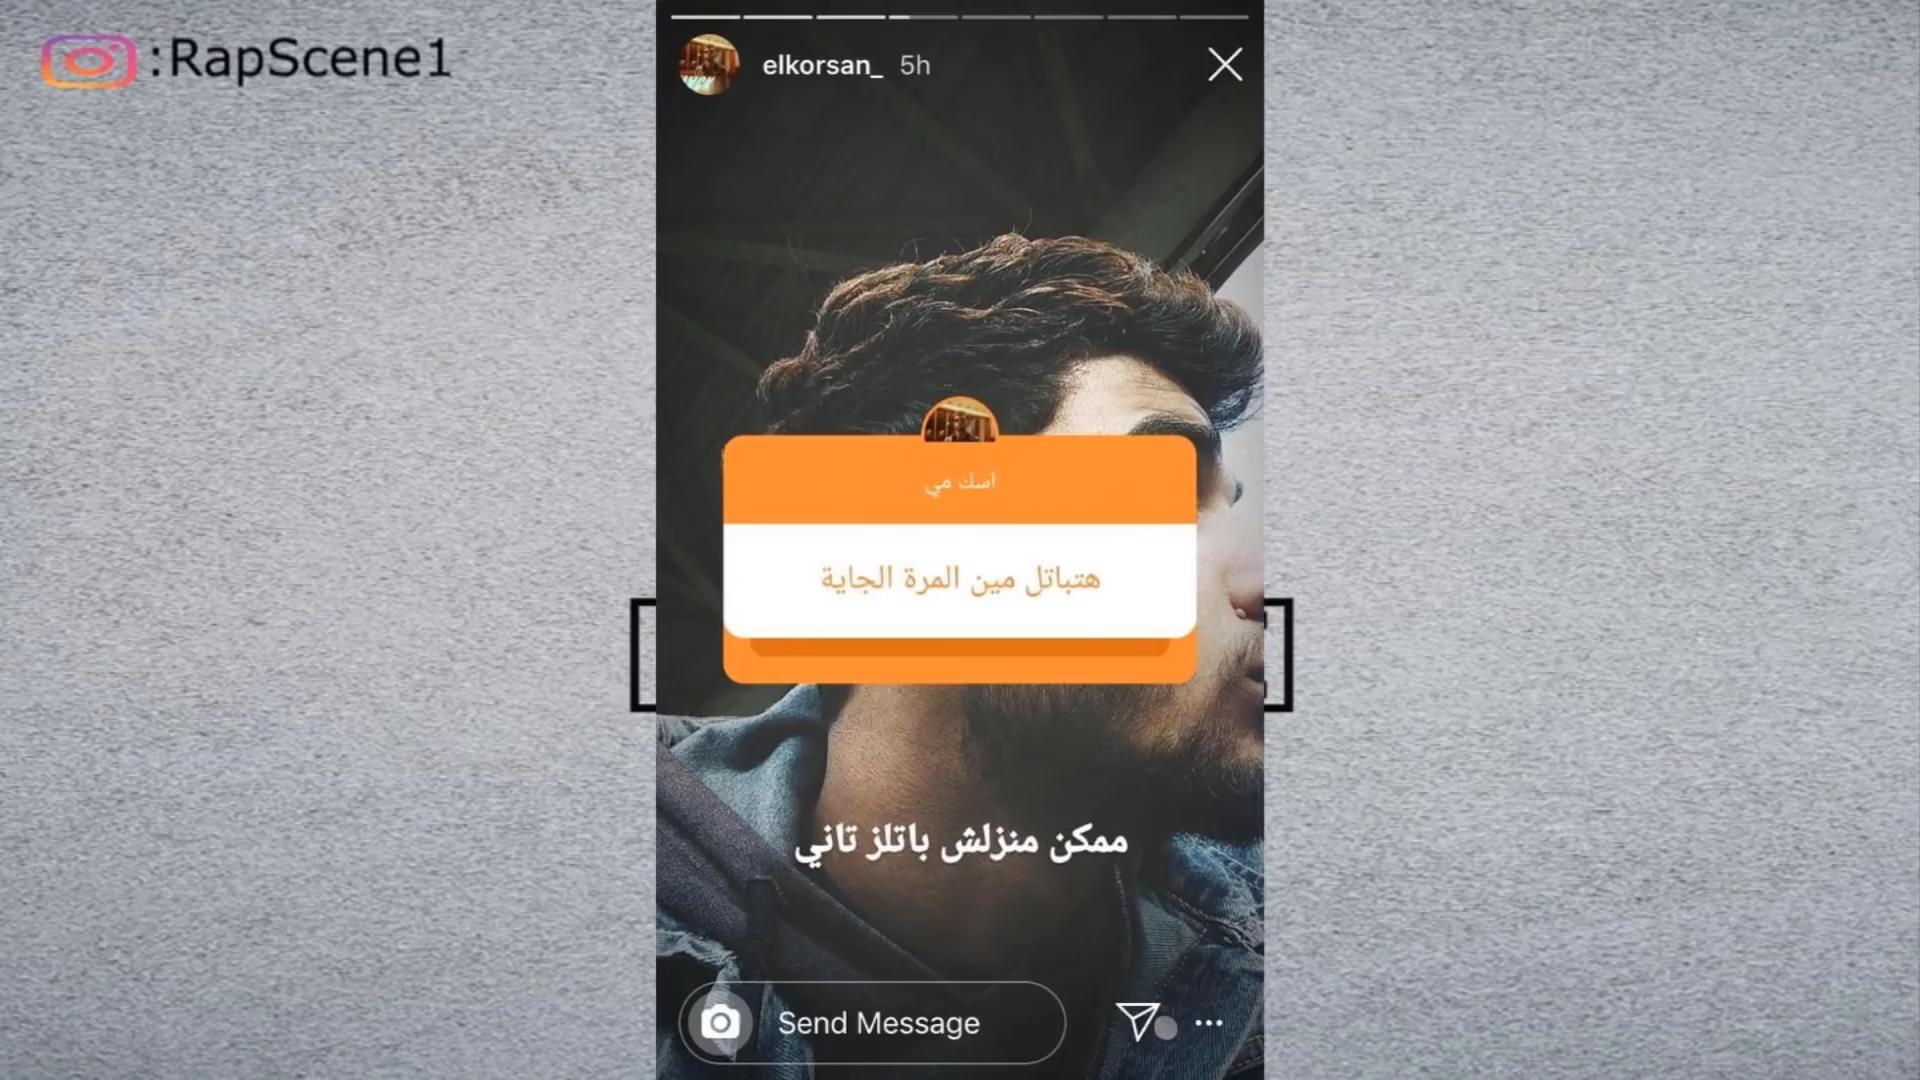 :RapScene1
elkorsan_ 5h
اسك مي
هتباتل مين المرة الجاية
ممكن منزلش باتلز تاني
Send Message